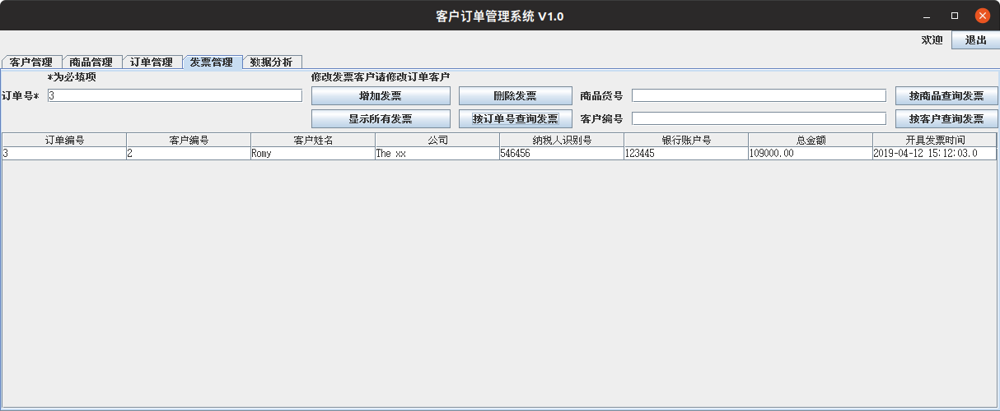 客户订单管理系统 V1.0
欢迎 退出
客户管理 商品管理 订单管理 发票管理 数据分析
*为必填项 修改发票客户请修改订单客户
订单号* 3 增加发票 删除发票 商品货号 按商品查询发票
显示所有发票 按订单号查询发票 客户编号 按客户查询发票
订单编号 客户编号 客户姓名 公司 纳税人识别号 银行账户号 总金额 开具发票时间
3 2 Romy The xx 546456 123445 109000.00 2019-04-12 15:12:03.0